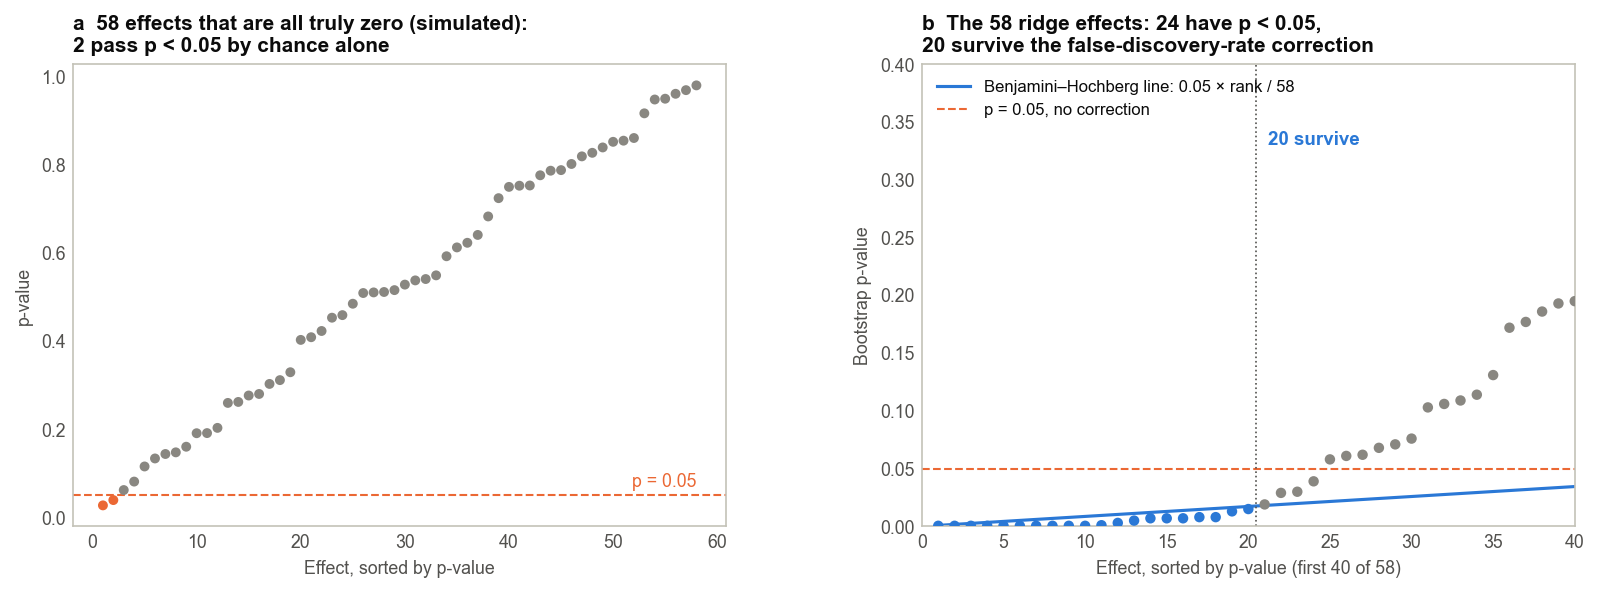 a  58 effects that are all truly zero (simulated):
2 pass p < 0.05 by chance alone
1.0
0.8
0.6
0.4
0.2
0.0
p-value
p = 0.05
0 10 20 30 40 50 60
Effect, sorted by p-value
b  The 58 ridge effects: 24 have p < 0.05,
20 survive the false-discovery-rate correction
Benjamini–Hochberg line: 0.05 × rank / 58
p = 0.05, no correction
20 survive
0.40
0.35
0.30
0.25
0.20
0.15
0.10
0.05
0.00
Bootstrap p-value
0 5 10 15 20 25 30 35 40
Effect, sorted by p-value (first 40 of 58)